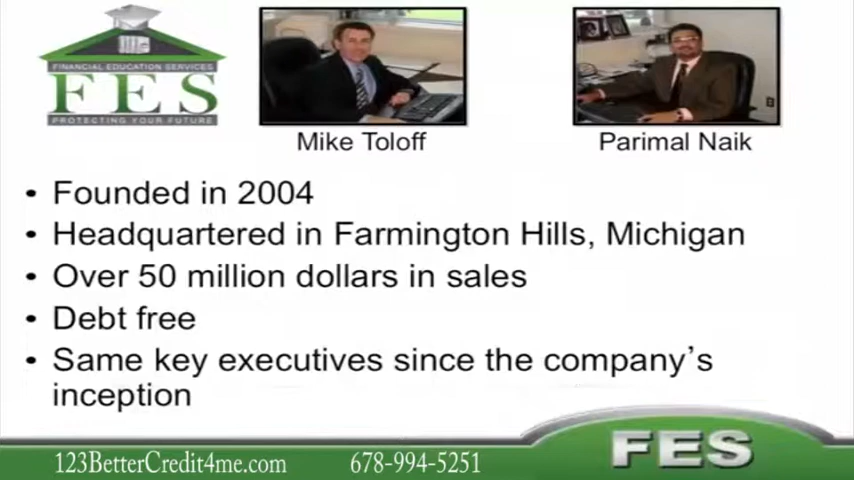 FINANCIAL EDUCATION SERVICES
FES
PROTECTING YOUR FUTURE
Mike Toloff
Parimal Naik
• Founded in 2004
• Headquartered in Farmington Hills, Michigan
• Over 50 million dollars in sales
• Debt free
• Same key executives since the company’s
inception
123BetterCredit4me.com
678-994-5251
FES